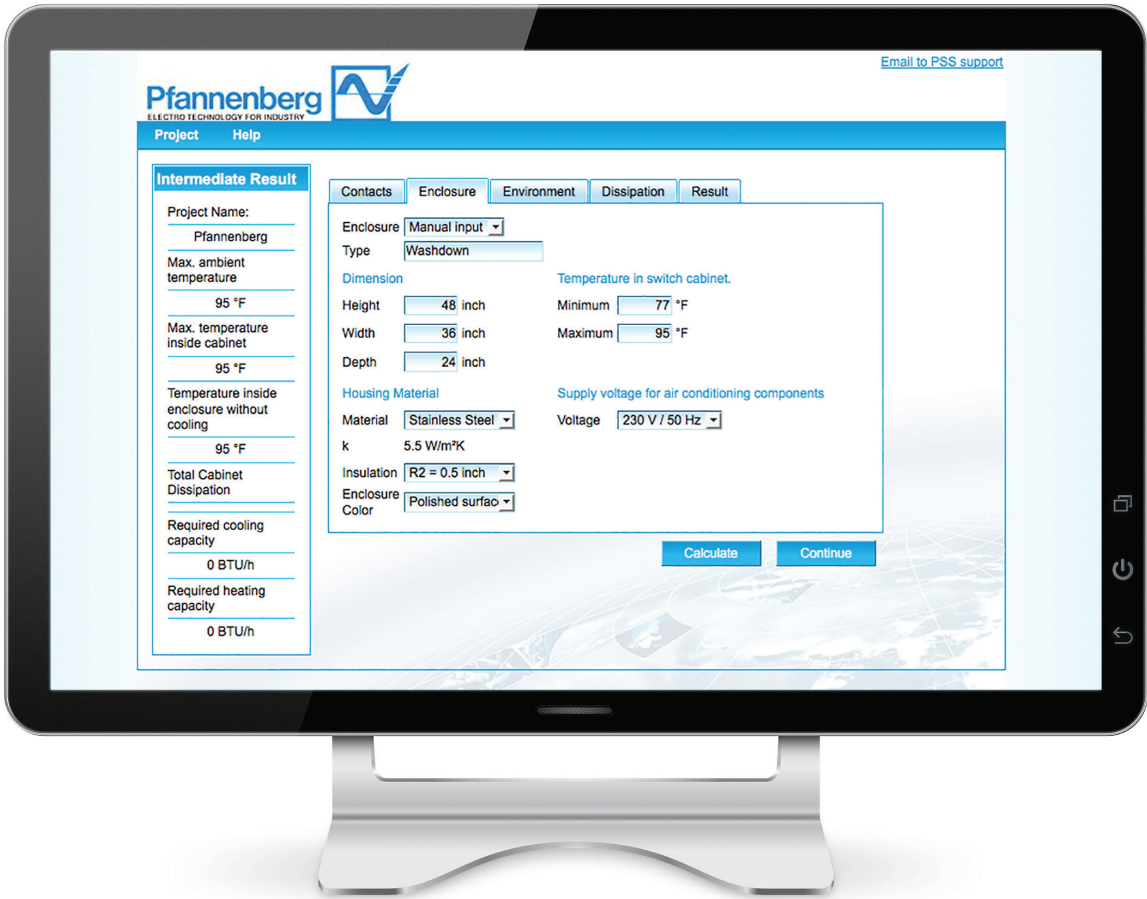 Email to PSS support
Pfannenberg
ELECTRO TECHNOLOGY FOR INDUSTRY
Project Help
Intermediate Result
Project Name:
Pfannenberg
Max. ambient
temperature
95 °F
Max. temperature
inside cabinet
95 °F
Temperature inside
enclosure without
cooling
95 °F
Total Cabinet
Dissipation
Required cooling
capacity
0 BTU/h
Required heating
capacity
0 BTU/h
Contacts Enclosure Environment Dissipation Result
Enclosure Manual input
Type Washdown
Dimension
Height 48 inch
Width 36 inch
Depth 24 inch
Temperature in switch cabinet.
Minimum 77 °F
Maximum 95 °F
Housing Material
Material Stainless Steel
k 5.5 W/m²K
Insulation R2 = 0.5 inch
Enclosure
Color Polished surfac
Supply voltage for air conditioning components
Voltage 230 V / 50 Hz
Calculate Continue